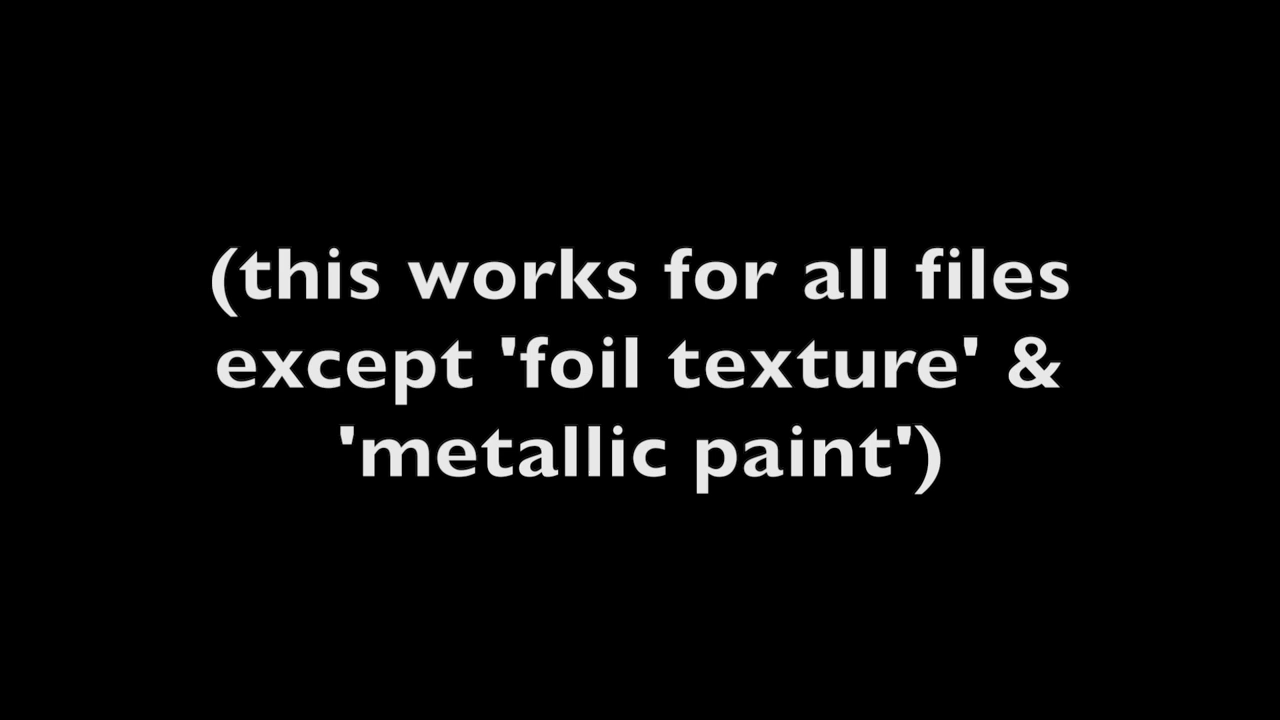 (this works for all files
except 'foil texture' &
'metallic paint')